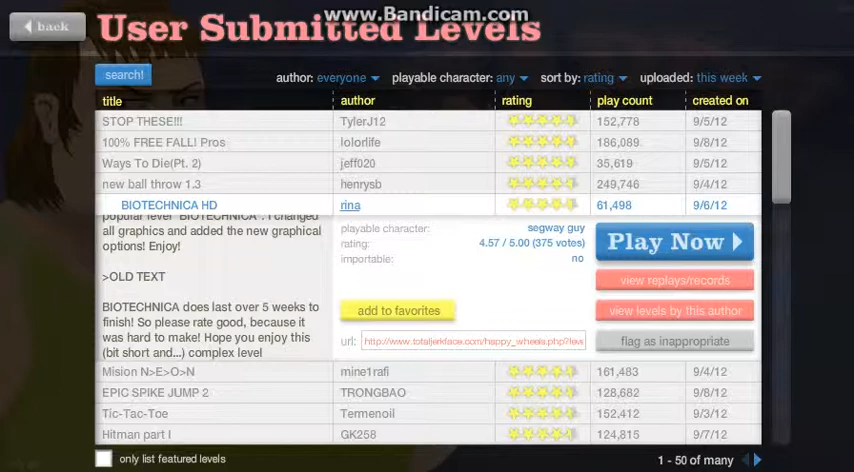 www.Bandicam.com
back
User Submitted Levels
search!
author: everyone playable character: any sort by: rating uploaded: this week
title author rating play count created on
STOP THESE!!! TylerJ12 152,778 9/5/12
100% FREE FALL! Pros lolorlife 186,089 9/8/12
Ways To Die(Pt. 2) jeff020 35,619 9/5/12
new ball throw 1.3 henrysb 249,746 9/4/12
BIOTECHNICA HD rina 61,498 9/6/12
popular level "BIOTECHNICA". I changed
all graphics and added the new graphical
options! Enjoy!
>OLD TEXT
BIOTECHNICA does last over 5 weeks to
finish! So please rate good, because it
was hard to make! Hope you enjoy this
(bit short and...) complex level
playable character: segway guy
rating: 4.57 / 5.00 (375 votes)
importable: no
add to favorites
url: http://www.totaljerkface.com/happy_wheels.php?leve
Play Now
view replays/records
view levels by this author
flag as inappropriate
Mision N>E>O>N mine1rafi 161,483 9/4/12
EPIC SPIKE JUMP 2 TRONGBAO 128,682 9/8/12
Tic-Tac-Toe Termenoil 152,412 9/3/12
Hitman part I GK258 124,815 9/7/12
only list featured levels
1 - 50 of many